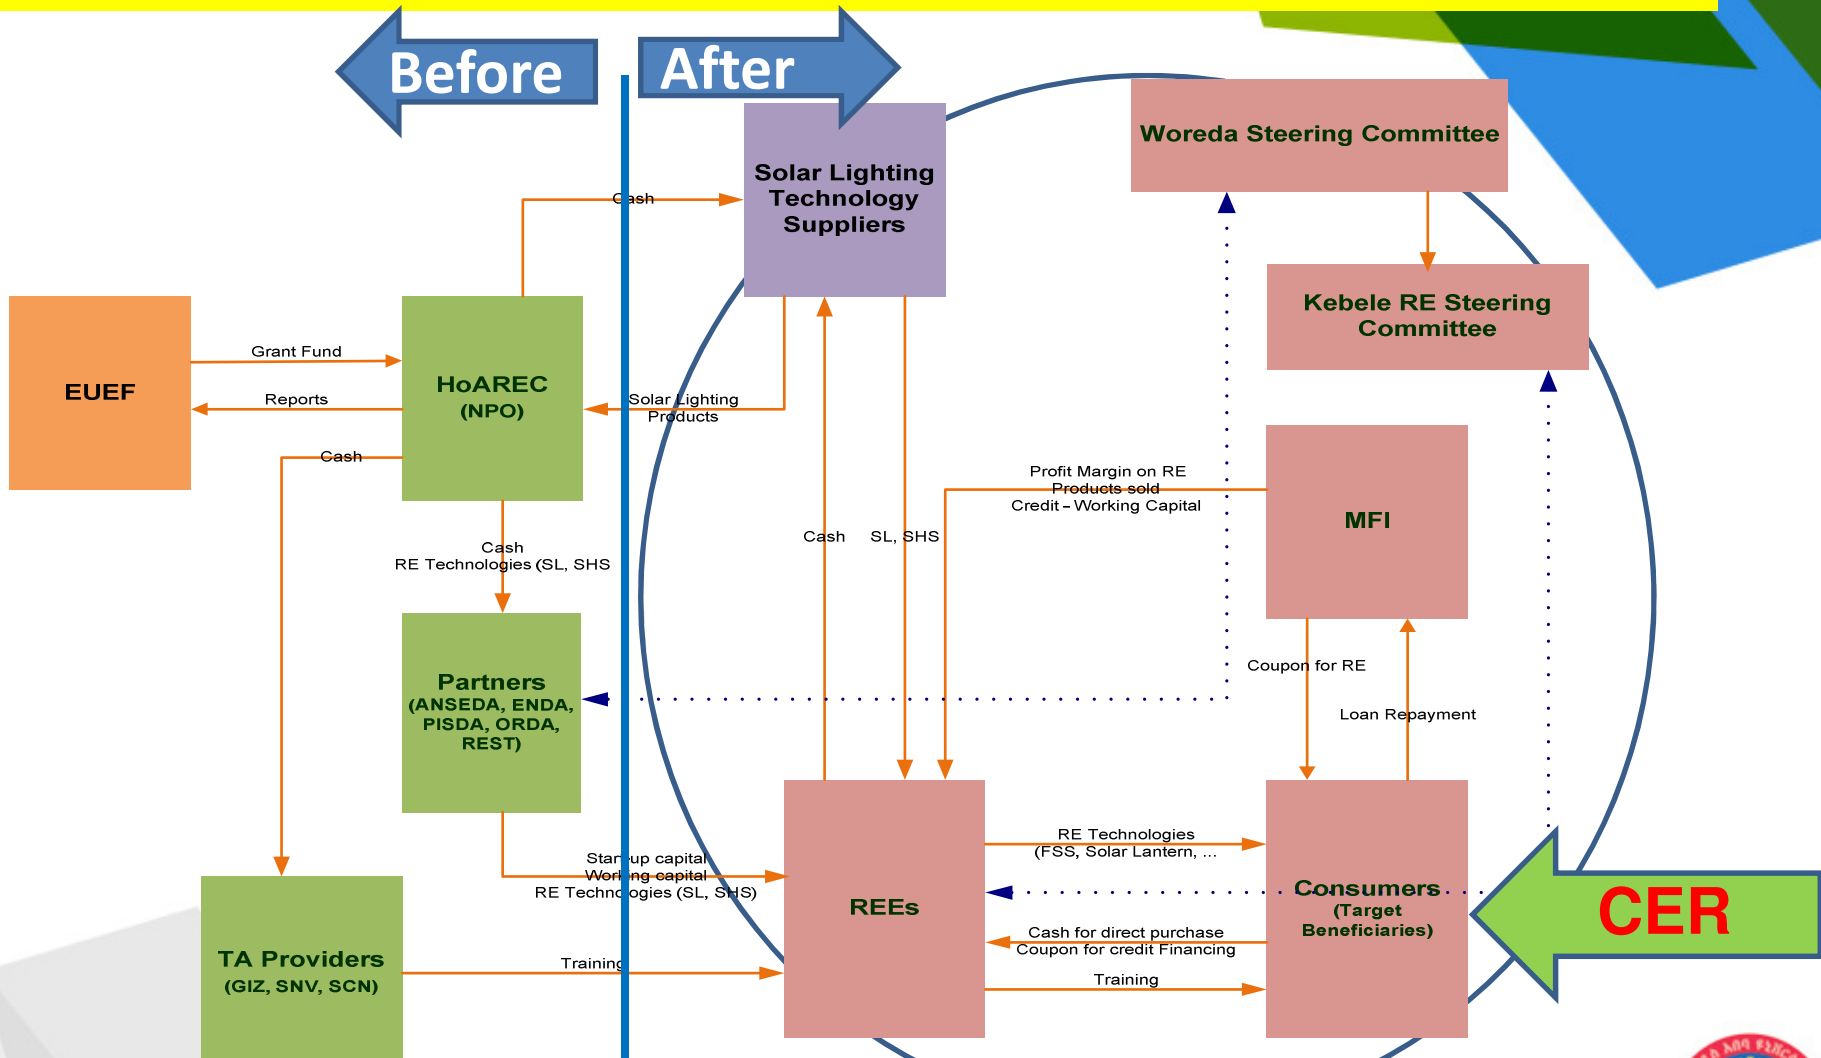 Before
After
Woreda Steering Committee
Solar Lighting
Technology
Suppliers
Cash
Kebele RE Steering
Committee
EUEF
Grant Fund
Reports
HoAREC
(NPO)
Solar Lighting
Products
Cash
Profit Margin on RE
Products sold
Credit – Working Capital
MFI
Cash
SL, SHS
Cash
RE Technologies (SL, SHS
Coupon for RE
Loan Repayment
Partners
(ANSEDA, ENDA,
PISDA, ORDA,
REST)
Start-up capital
Working capital
RE Technologies (SL, SHS)
RE Technologies
(FSS, Solar Lantern, ...
REEs
Consumers
(Target
Beneficiaries)
CER
Cash for direct purchase
Coupon for credit Financing
Training
TA Providers
(GIZ, SNV, SCN)
Training